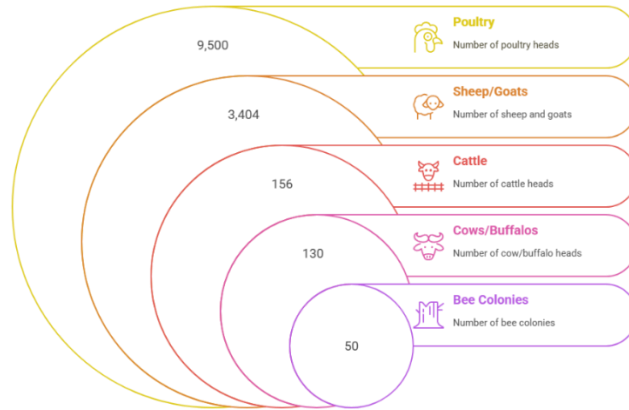 9,500
Poultry
Number of poultry heads
3,404
Sheep/Goats
Number of sheep and goats
156
Cattle
Number of cattle heads
130
Cows/Buffalos
Number of cow/buffalo heads
50
Bee Colonies
Number of bee colonies